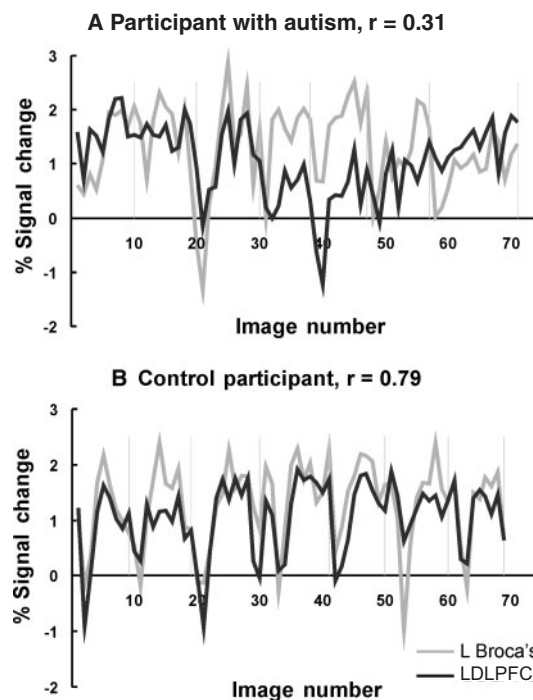 A Participant with autism, r = 0.31
% Signal change
3
2
1
0
-1
-2
10 20 30 40 50 60 70
Image number
B Control participant, r = 0.79
% Signal change
3
2
1
0
-1
-2
10 20 30 40 50 60 70
L Broca's
LDLPFC
Image number